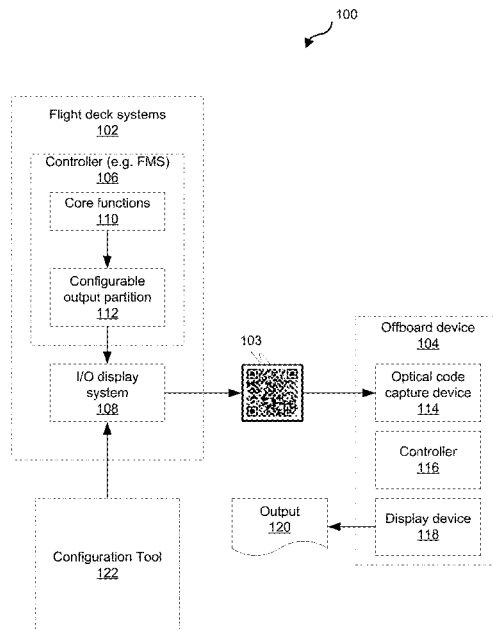 100
Flight deck systems
102
Controller (e.g. FMS)
106
Core functions
110
Configurable
output partition
112
I/O display
system
108
103
Offboard device
104
Optical code
capture device
114
Controller
116
Display device
118
Output
120
Configuration Tool
122